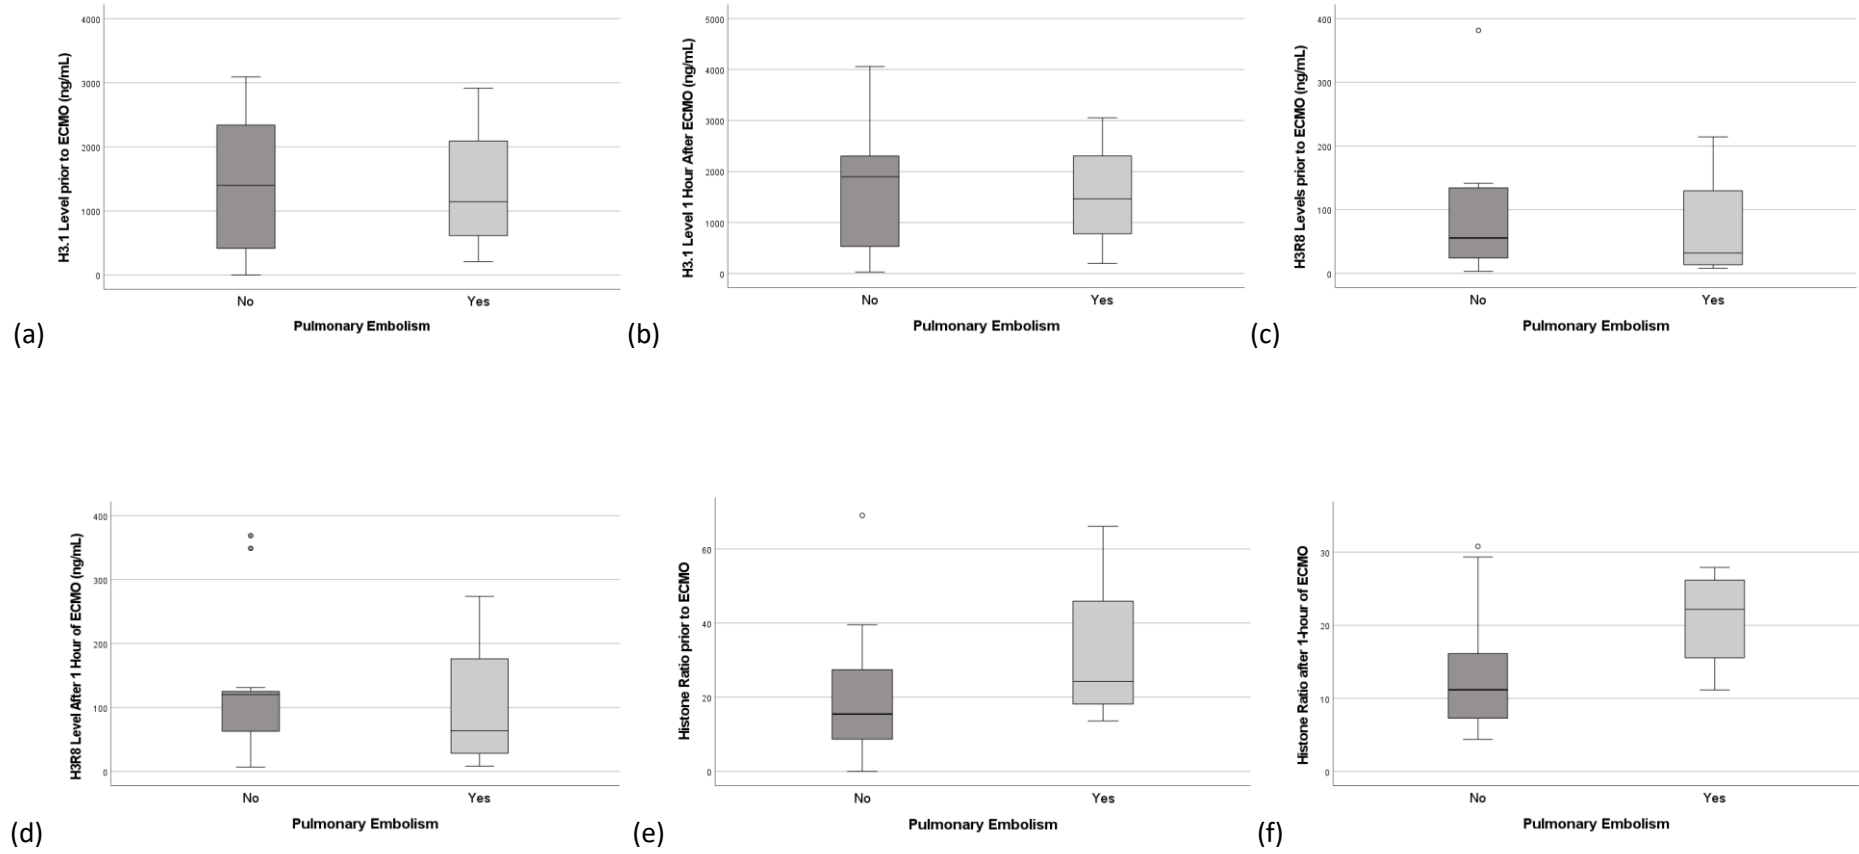 H3.1 Level prior to ECMO (ng/mL)
4000
3000
2000
1000
0
No
Yes
Pulmonary Embolism
(a)
H3.1 Level 1 Hour After ECMO (ng/mL)
5000
4000
3000
2000
1000
0
No
Yes
Pulmonary Embolism
(b)
H3R8 Levels prior to ECMO (ng/mL)
400
300
200
100
0
No
Yes
Pulmonary Embolism
(c)
H3R8 Level After 1 Hour of ECMO (ng/mL)
400
300
200
100
0
No
Yes
Pulmonary Embolism
(d)
Histone Ratio prior to ECMO
60
40
20
0
No
Yes
Pulmonary Embolism
(e)
Histone Ratio after 1-hour of ECMO
30
20
10
0
No
Yes
Pulmonary Embolism
(f)